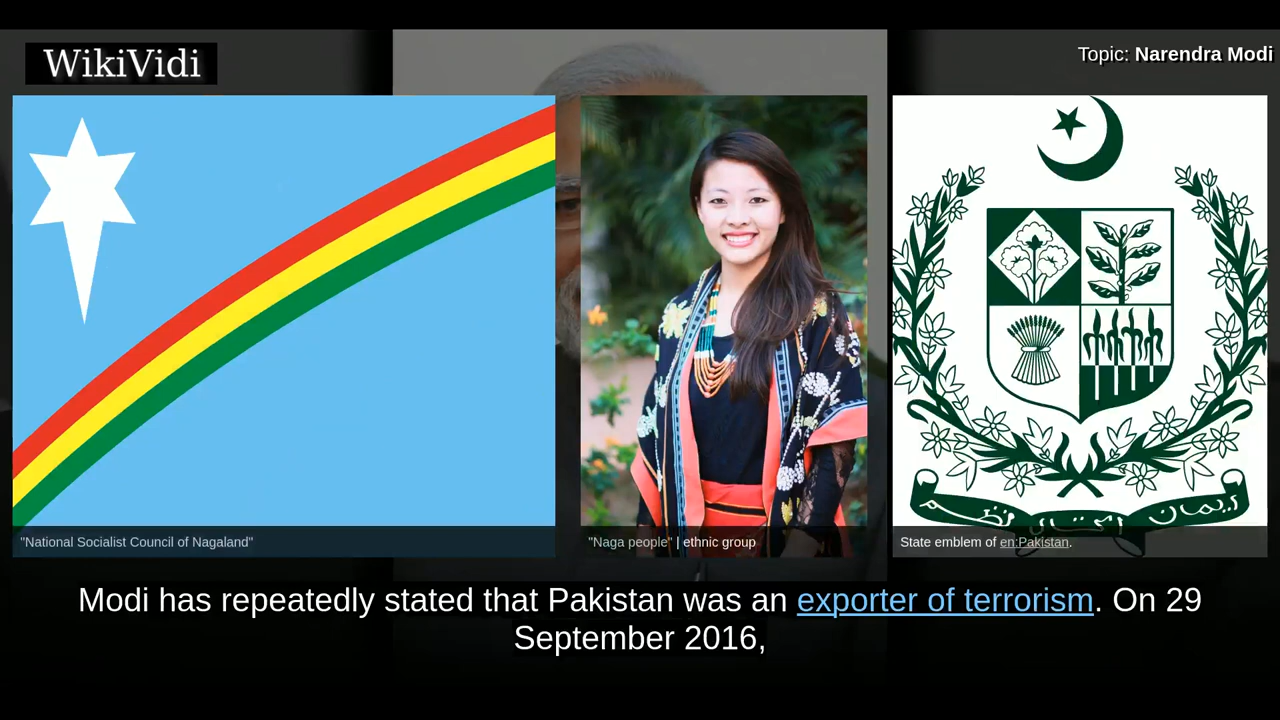 WikiVidi
Topic: Narendra Modi
"National Socialist Council of Nagaland"
"Naga people" | ethnic group
State emblem of en:Pakistan.
Modi has repeatedly stated that Pakistan was an exporter of terrorism. On 29
September 2016,